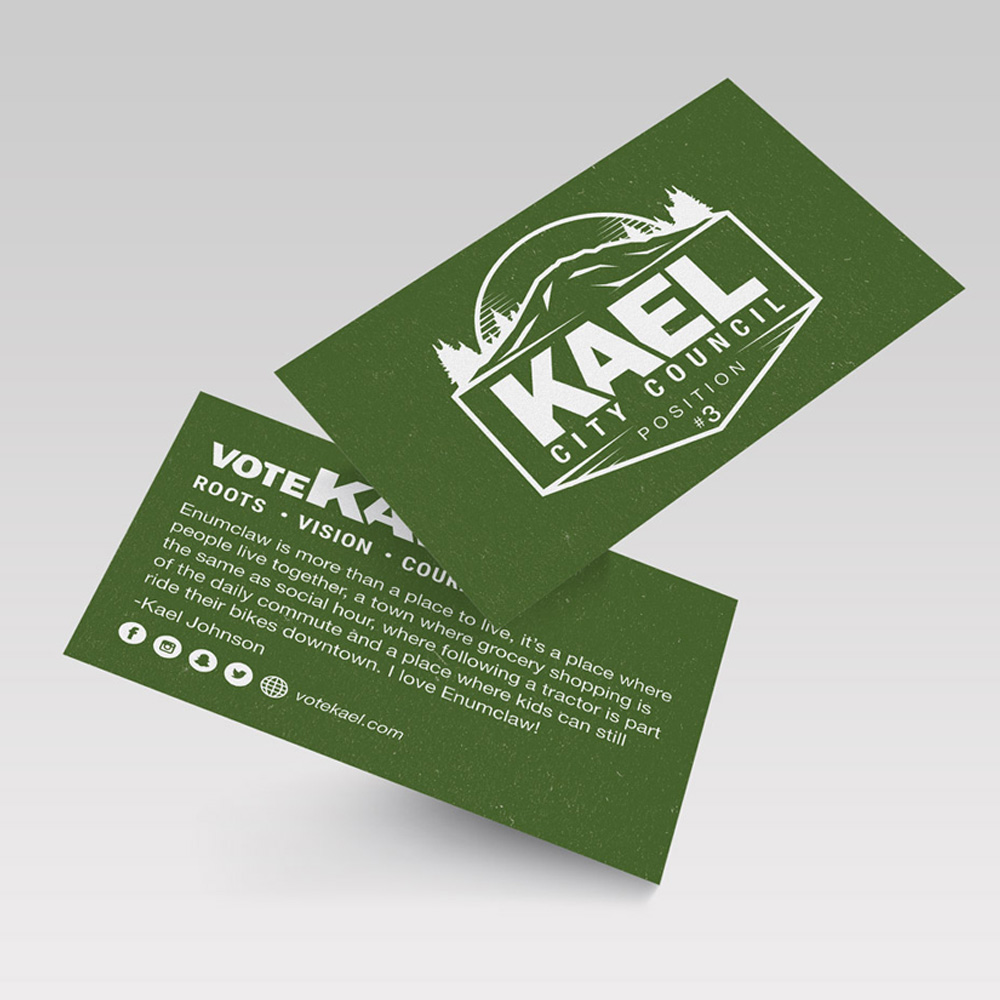 KAEL
CITY COUNCIL
POSITION
#3
VOTEKA
ROOTS • VISION • COUR
Enumclaw is more than a place to live, it's a place where
people live together, a town where grocery shopping is
the same as social hour, where following a tractor is part
of the daily commute and a place where kids can still
ride their bikes downtown. I love Enumclaw!
-Kael Johnson
votekael.com